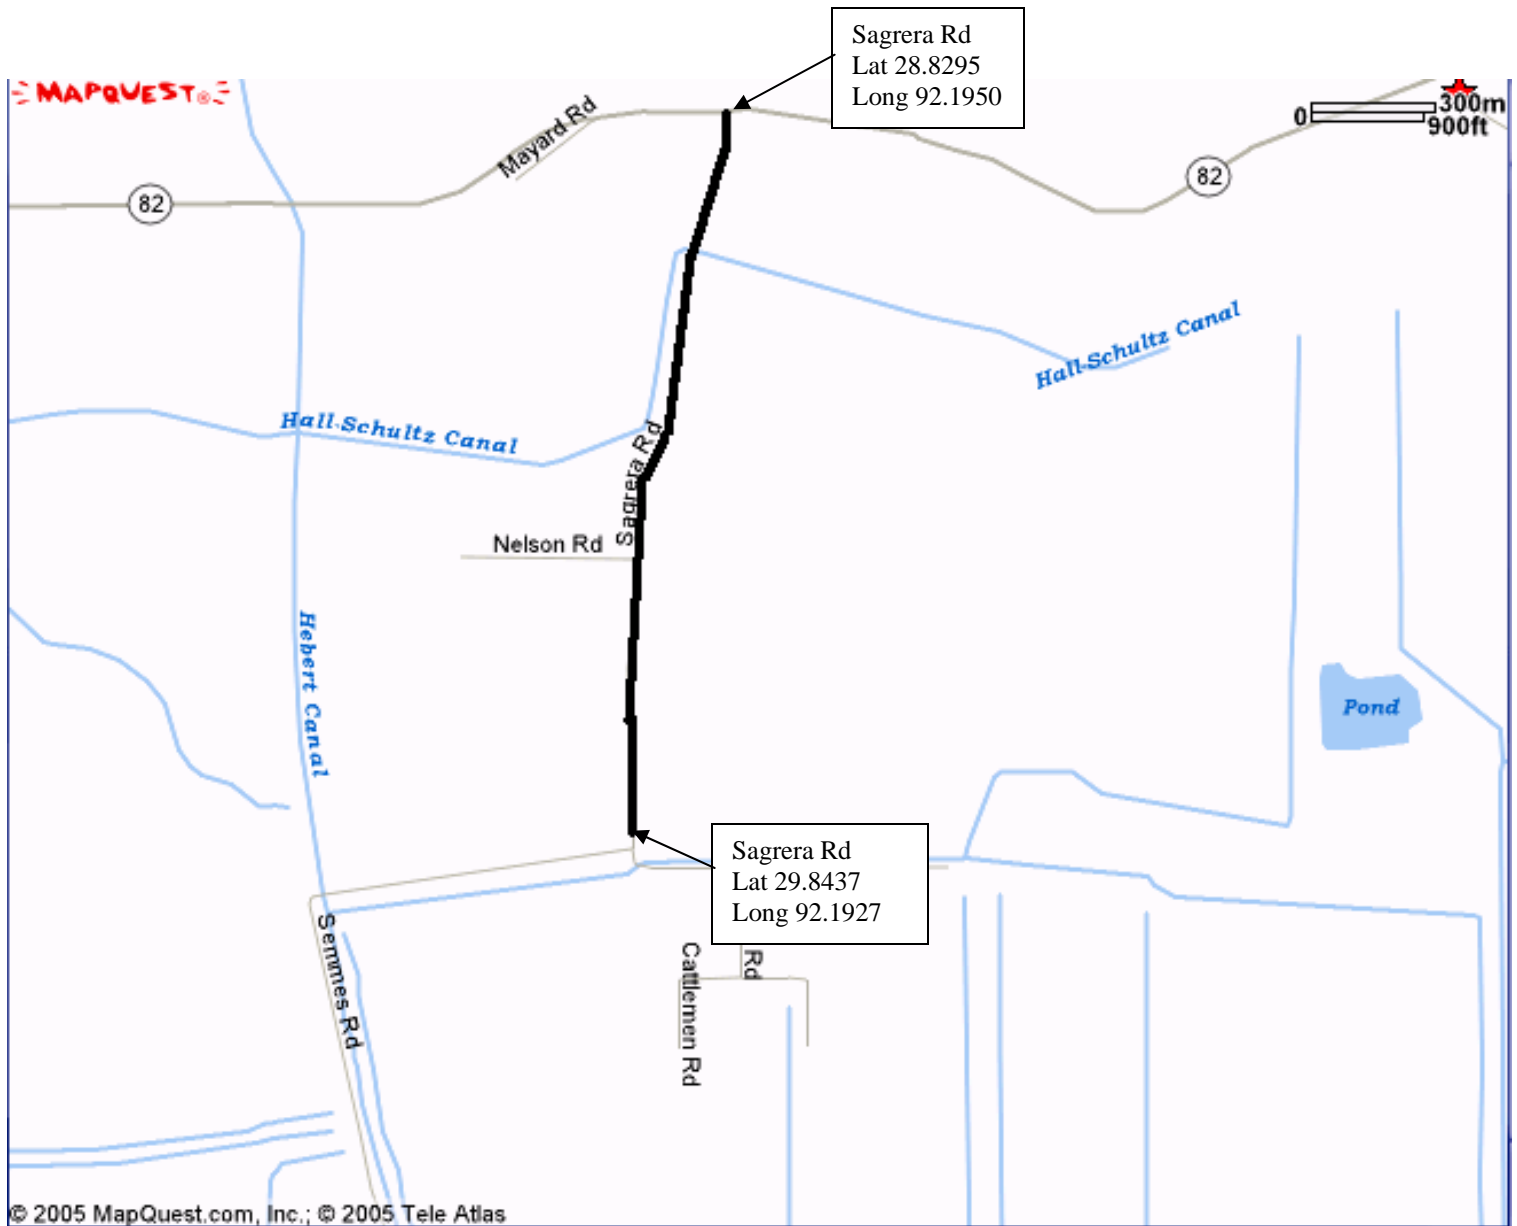 Sagrera Rd
Lat 28.8295
Long 92.1950
MAPQUEST®
0
300m
900ft
Mayard Rd
82
82
Hall-Schultz Canal
Hall-Schultz Canal
Sagrera Rd
Nelson Rd
Hebert Canal
Pond
Sagrera Rd
Lat 29.8437
Long 92.1927
Semmes Rd
Cattlemen Rd
Rd
© 2005 MapQuest.com, Inc.; © 2005 Tele Atlas